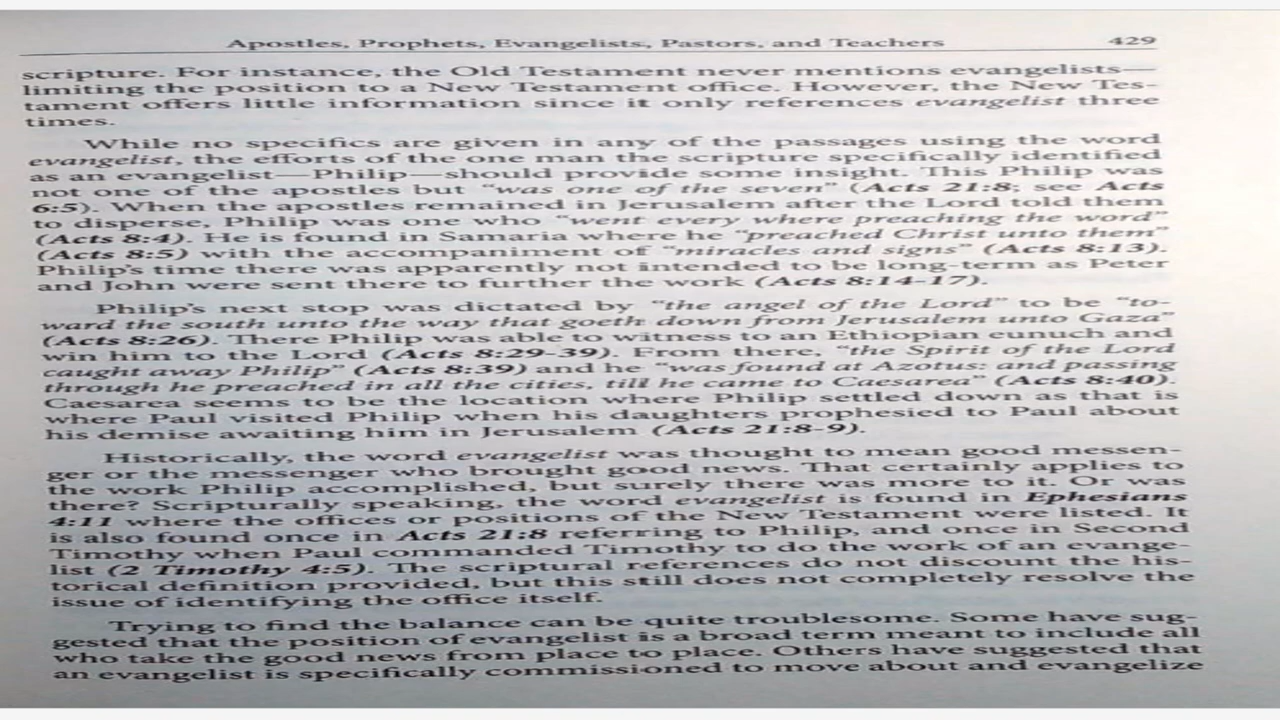 Apostles, Prophets, Evangelists, Pastors, and Teachers 429
scripture. For instance, the Old Testament never mentions evangelists—
limiting the position to a New Testament office. However, the New Tes-
tament offers little information since it only references evangelist three
times.
While no specifics are given in any of the passages using the word
evangelist, the efforts of the one man the scripture specifically identified
as an evangelist—Philip—should provide some insight. This Philip was
not one of the apostles but "was one of the seven" (Acts 21:8; see Acts
6:5). When the apostles remained in Jerusalem after the Lord told them
to disperse, Philip was one who "went every where preaching the word"
(Acts 8:4). He is found in Samaria where he "preached Christ unto them"
(Acts 8:5) with the accompaniment of "miracles and signs" (Acts 8:13).
Philip's time there was apparently not intended to be long-term as Peter
and John were sent there to further the work (Acts 8:14-17).
Philip's next stop was dictated by "the angel of the Lord" to be "to-
ward the south unto the way that goeth down from Jerusalem unto Gaza"
(Acts 8:26). There Philip was able to witness to an Ethiopian eunuch and
win him to the Lord (Acts 8:29-39). From there, "the Spirit of the Lord
caught away Philip" (Acts 8:39) and he "was found at Azotus: and passing
through he preached in all the cities, till he came to Caesarea" (Acts 8:40).
Caesarea seems to be the location where Philip settled down as that is
where Paul visited Philip when his daughters prophesied to Paul about
his demise awaiting him in Jerusalem (Acts 21:8-9).
Historically, the word evangelist was thought to mean good messen-
ger or the messenger who brought good news. That certainly applies to
the work Philip accomplished, but surely there was more to it. Or was
there? Scripturally speaking, the word evangelist is found in Ephesians
4:11 where the offices or positions of the New Testament were listed. It
is also found once in Acts 21:8 referring to Philip, and once in Second
Timothy when Paul commanded Timothy to do the work of an evange-
list (2 Timothy 4:5). The scriptural references do not discount the his-
torical definition provided, but this still does not completely resolve the
issue of identifying the office itself.
Trying to find the balance can be quite troublesome. Some have sug-
gested that the position of evangelist is a broad term meant to include all
who take the good news from place to place. Others have suggested that
an evangelist is specifically commissioned to move about and evangelize